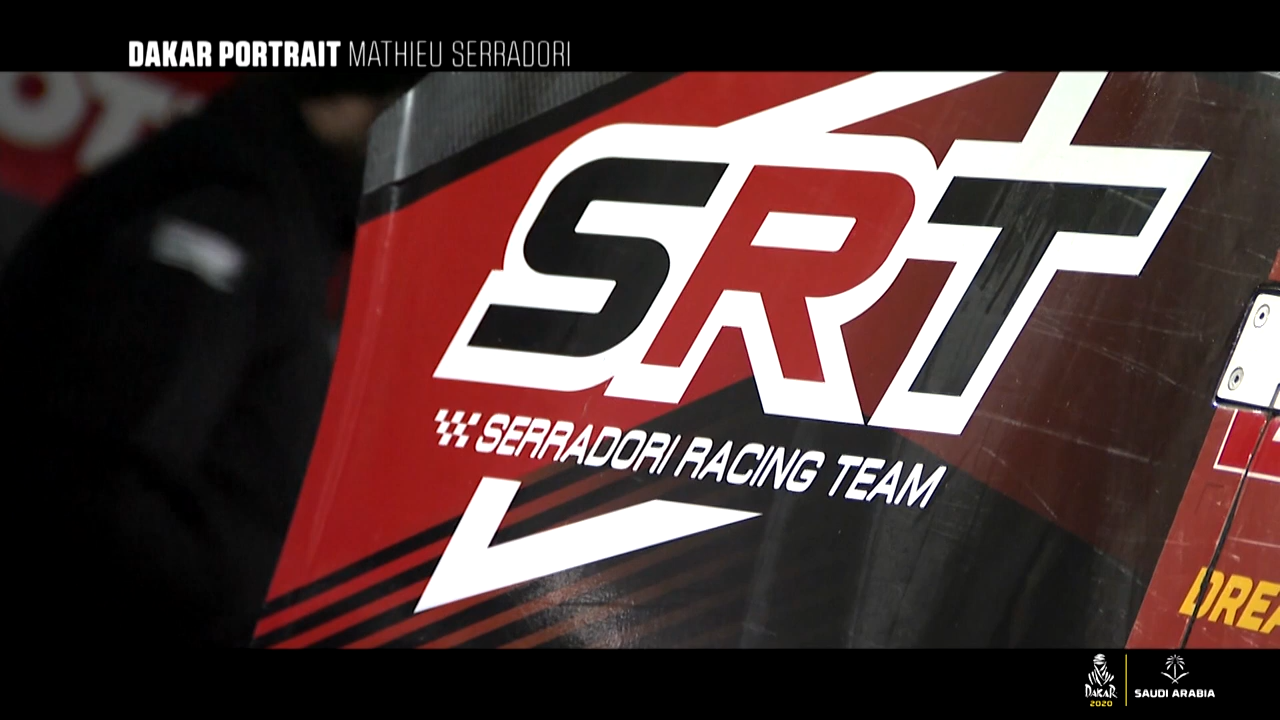 DAKAR PORTRAIT MATHIEU SERRADORI
SRT
SERRADORI RACING TEAM
DAKAR
2020
SAUDI ARABIA